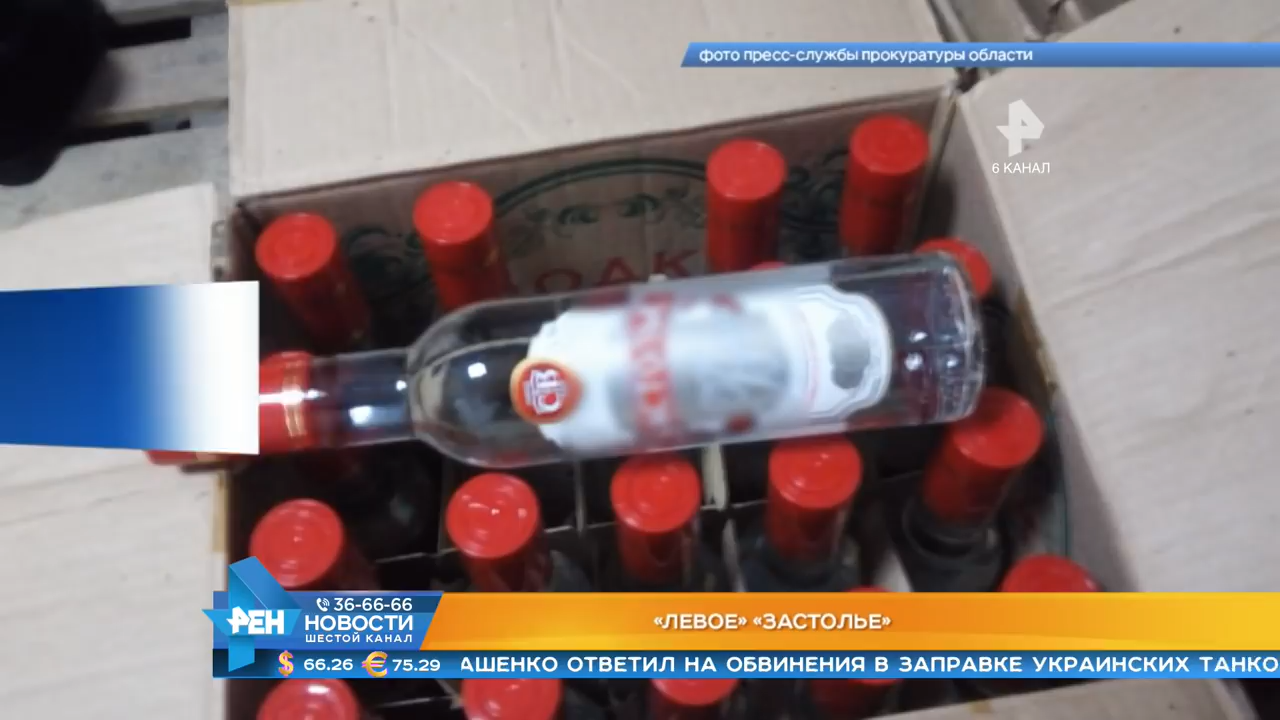 фото пресс-службы прокуратуры области
6 КАНАЛ
РЕН
36-66-66
НОВОСТИ
ШЕСТОЙ КАНАЛ
«ЛЕВОЕ» «ЗАСТОЛЬЕ»
$ 66.26 € 75.29 АШЕНКО ОТВЕТИЛ НА ОБВИНЕНИЯ В ЗАПРАВКЕ УКРАИНСКИХ ТАНКО